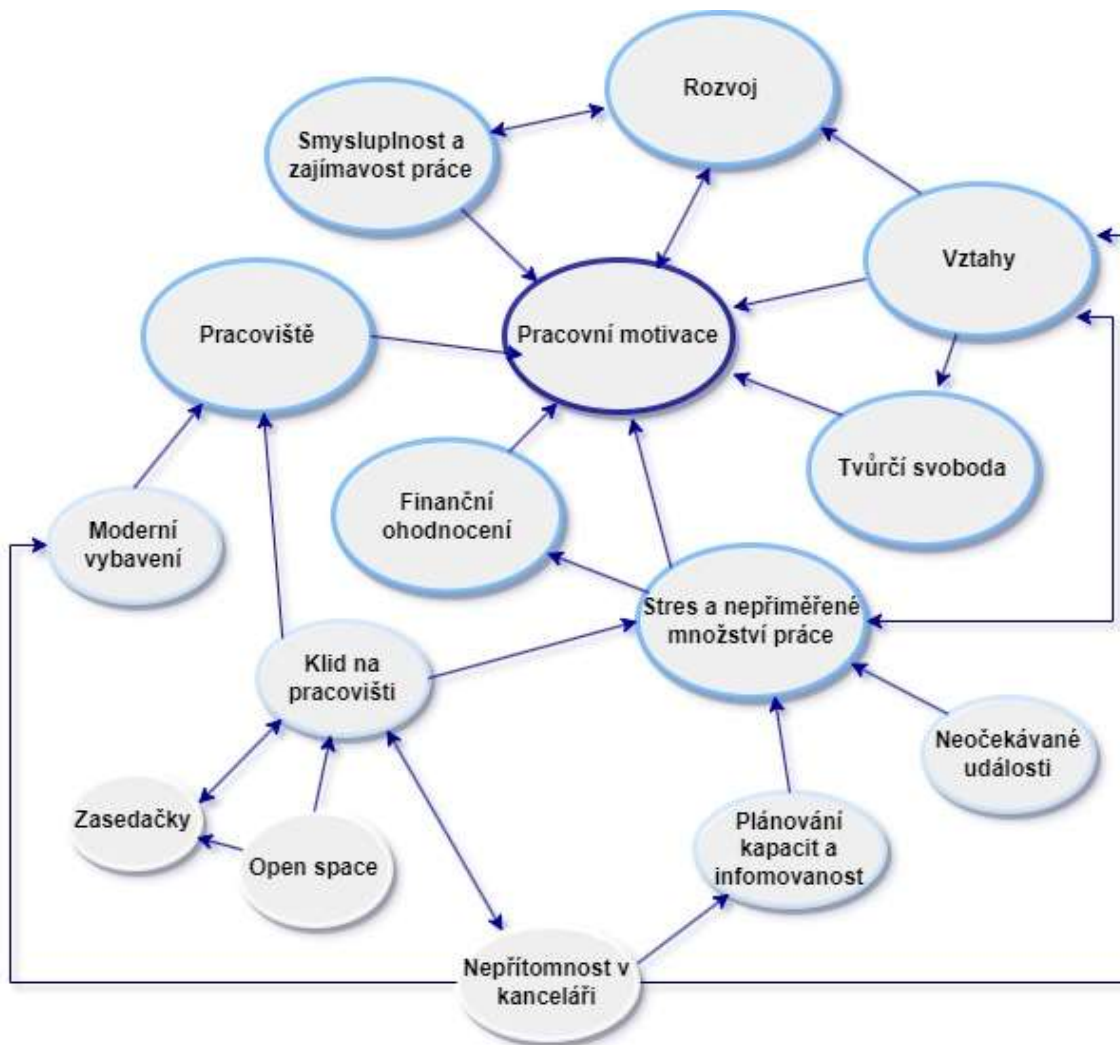 Rozvoj
Smysluplnost a
zajímavost práce
Vztahy
Pracoviště
Pracovní motivace
Tvůrčí svoboda
Finanční
ohodnocení
Moderní
vybavení
Stres a nepřiměřené
množství práce
Klid na
pracovišti
Neočekávané
události
Zasedačky
Open space
Plánování
kapacit a
infomovanost
Nepřítomnost v
kanceláři